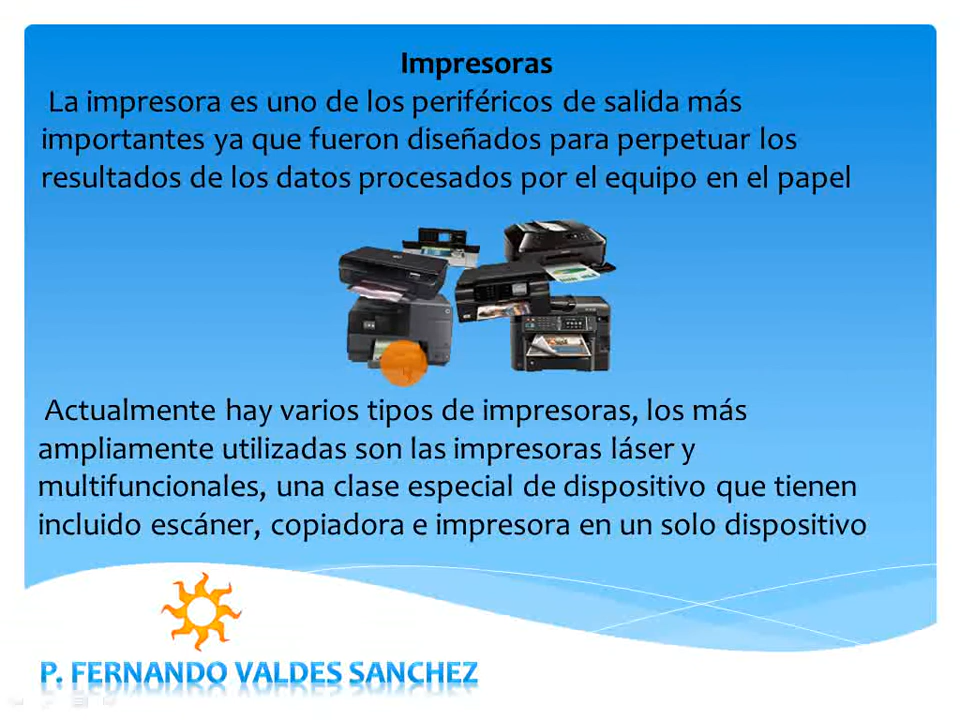 Impresoras
La impresora es uno de los periféricos de salida más
importantes ya que fueron diseñados para perpetuar los
resultados de los datos procesados por el equipo en el papel
Actualmente hay varios tipos de impresoras, los más
ampliamente utilizadas son las impresoras láser y
multifuncionales, una clase especial de dispositivo que tienen
incluido escáner, copiadora e impresora en un solo dispositivo
P. FERNANDO VALDES SANCHEZ